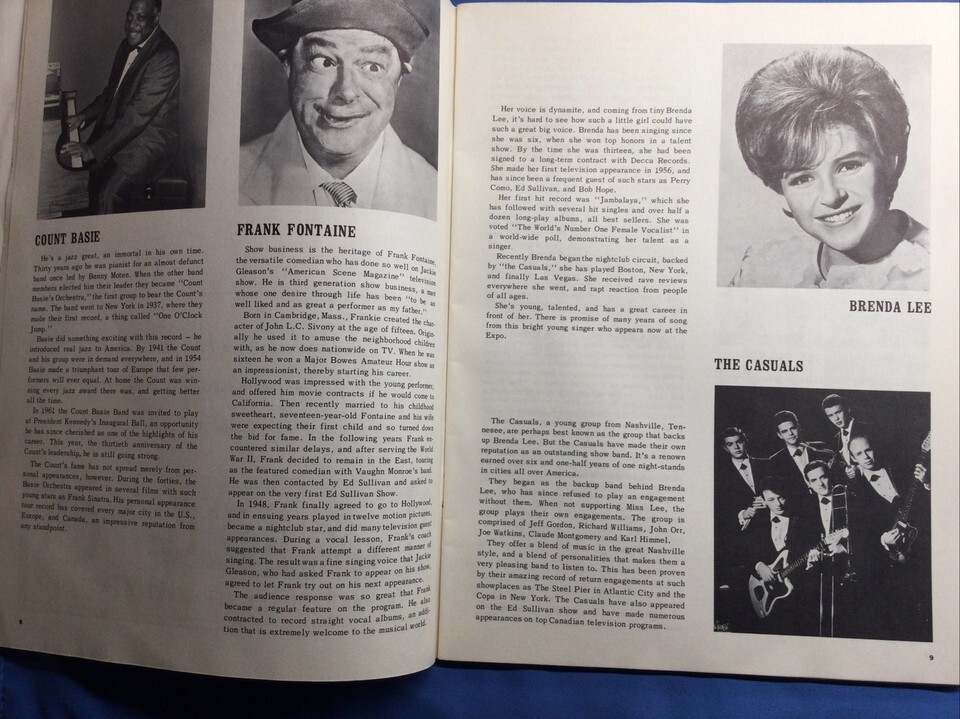 COUNT BASIE
He's a jazz great, an immortal in his own time.
Thirty years ago he was pianist for an almost defunct
band once led by Benny Moten. When the other band
members elected him their leader they became "Count
Basie's Orchestra," the first group to bear the Count's
name. The band went to New York in 1937, where they
made their first record, a thing called "One O'Clock
Jump."
Basie did something exciting with this record — he
introduced real jazz to America. By 1941 the Count
and his group were in demand everywhere, and in 1954
Basie made a triumphant tour of Europe that few per-
formers will ever equal. At home the Count was win-
ning every jazz award there was, and getting better
all the time.
In 1961 the Count Basie Band was invited to play
at President Kennedy's Inaugural Ball, an opportunity
he has since cherished as one of the highlights of his
career. This year, the thirtieth anniversary of the
Count's leadership, he is still going strong.
The Count's fame has not spread merely from per-
sonal appearances, however. During the forties, the
Basie Orchestra appeared in several films with such
young stars as Frank Sinatra. His personal appearance
tour record has covered every major city in the U.S.,
Europe, and Canada, an impressive reputation from
any standpoint.
8
FRANK FONTAINE
Show business is the heritage of Frank Fontaine,
the versatile comedian who has done so well on Jackie
Gleason's "American Scene Magazine" television
show. He is third generation show business, a man
whose one desire through life has been "to be as
well liked and as great a performer as my father."
Born in Cambridge, Mass., Frankie created the char-
acter of John L.C. Sivony at the age of fifteen. Origin-
ally he used it to amuse the neighborhood children
with, as he now does nationwide on TV. When he was
sixteen he won a Major Bowes Amateur Hour show as
an impressionist, thereby starting his career.
Hollywood was impressed with the young performer,
and offered him movie contracts if he would come to
California. Then recently married to his childhood
sweetheart, seventeen-year-old Fontaine and his wife
were expecting their first child and so turned down
the bid for fame. In the following years Frank en-
countered similar delays, and after serving the World
War II, Frank decided to remain in the East, touring
as the featured comedian with Vaughn Monroe's band.
He was then contacted by Ed Sullivan and asked to
appear on the very first Ed Sullivan Show.
In 1948, Frank finally agreed to go to Hollywood,
and in ensuing years played in twelve motion pictures,
became a nightclub star, and did many television guest
appearances. During a vocal lesson, Frank's coach
suggested that Frank attempt a different manner of
singing. The result was a fine singing voice that Jackie
Gleason, who had asked Frank to appear on his show,
agreed to let Frank try out on his next appearance.
The audience response was so great that Frank
became a regular feature on the program. He also
contracted to record straight vocal albums, an addi-
tion that is extremely welcome to the musical world.
Her voice is dynamite, and coming from tiny Brenda
Lee, it's hard to see how such a little girl could have
such a great big voice. Brenda has been singing since
she was six, when she won top honors in a talent
show. By the time she was thirteen, she had been
signed to a long-term contract with Decca Records.
She made her first television appearance in 1956, and
has since been a frequent guest of such stars as Perry
Como, Ed Sullivan, and Bob Hope.
Her first hit record was "Jambalaya," which she
has followed with several hit singles and over half a
dozen long-play albums, all best sellers. She was
voted "The World's Number One Female Vocalist" in
a world-wide poll, demonstrating her talent as a
singer.
Recently Brenda began the nightclub circuit, backed
by "the Casuals," she has played Boston, New York,
and finally Las Vegas. She received rave reviews
everywhere she went, and rapt reaction from people
of all ages.
She's young, talented, and has a great career in
front of her. There is promise of many years of song
from this bright young singer who appears now at the
Expo.
BRENDA LEE
THE CASUALS
The Casuals, a young group from Nashville, Ten-
nesee, are perhaps best known as the group that backs
up Brenda Lee. But the Casuals have made their own
reputation as an outstanding show band. It's a renown
earned over six and one-half years of one night-stands
in cities all over America.
They began as the backup band behind Brenda
Lee, who has since refused to play an engagement
without them. When not supporting Miss Lee, the
group plays their own engagements. The group is
comprised of Jeff Gordon, Richard Williams, John Orr,
Joe Watkins, Claude Montgomery and Karl Himmel.
They offer a blend of music in the great Nashville
style, and a blend of personalities that makes them a
very pleasing band to listen to. This has been proven
by their amazing record of return engagements at such
showplaces as The Steel Pier in Atlantic City and the
Copa in New York. The Casuals have also appeared
on the Ed Sullivan show and have made numerous
appearances on top Canadian television programs.
9